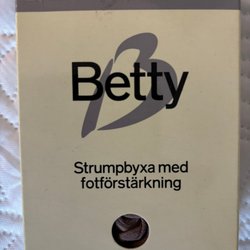 Betty
Strumpbyxa med
fotförstärkning